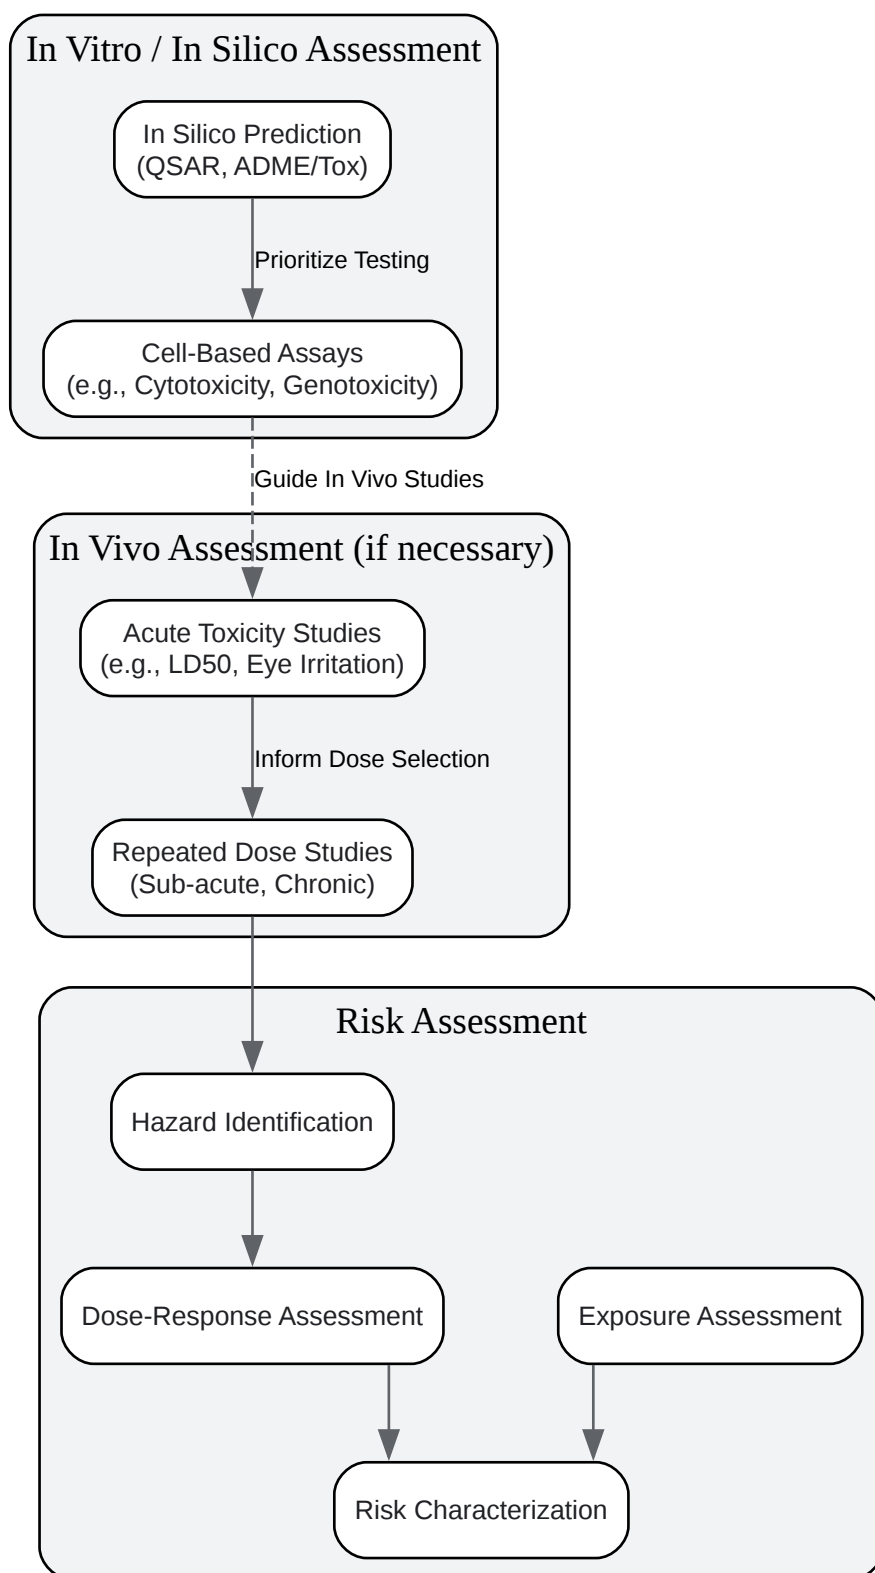 In Vitro / In Silico Assessment
In Silico Prediction
(QSAR, ADME/Tox)
Prioritize Testing
Cell-Based Assays
(e.g., Cytotoxicity, Genotoxicity)
Guide In Vivo Studies
In Vivo Assessment (if necessary)
Acute Toxicity Studies
(e.g., LD50, Eye Irritation)
Inform Dose Selection
Repeated Dose Studies
(Sub-acute, Chronic)
Risk Assessment
Hazard Identification
Dose-Response Assessment
Exposure Assessment
Risk Characterization